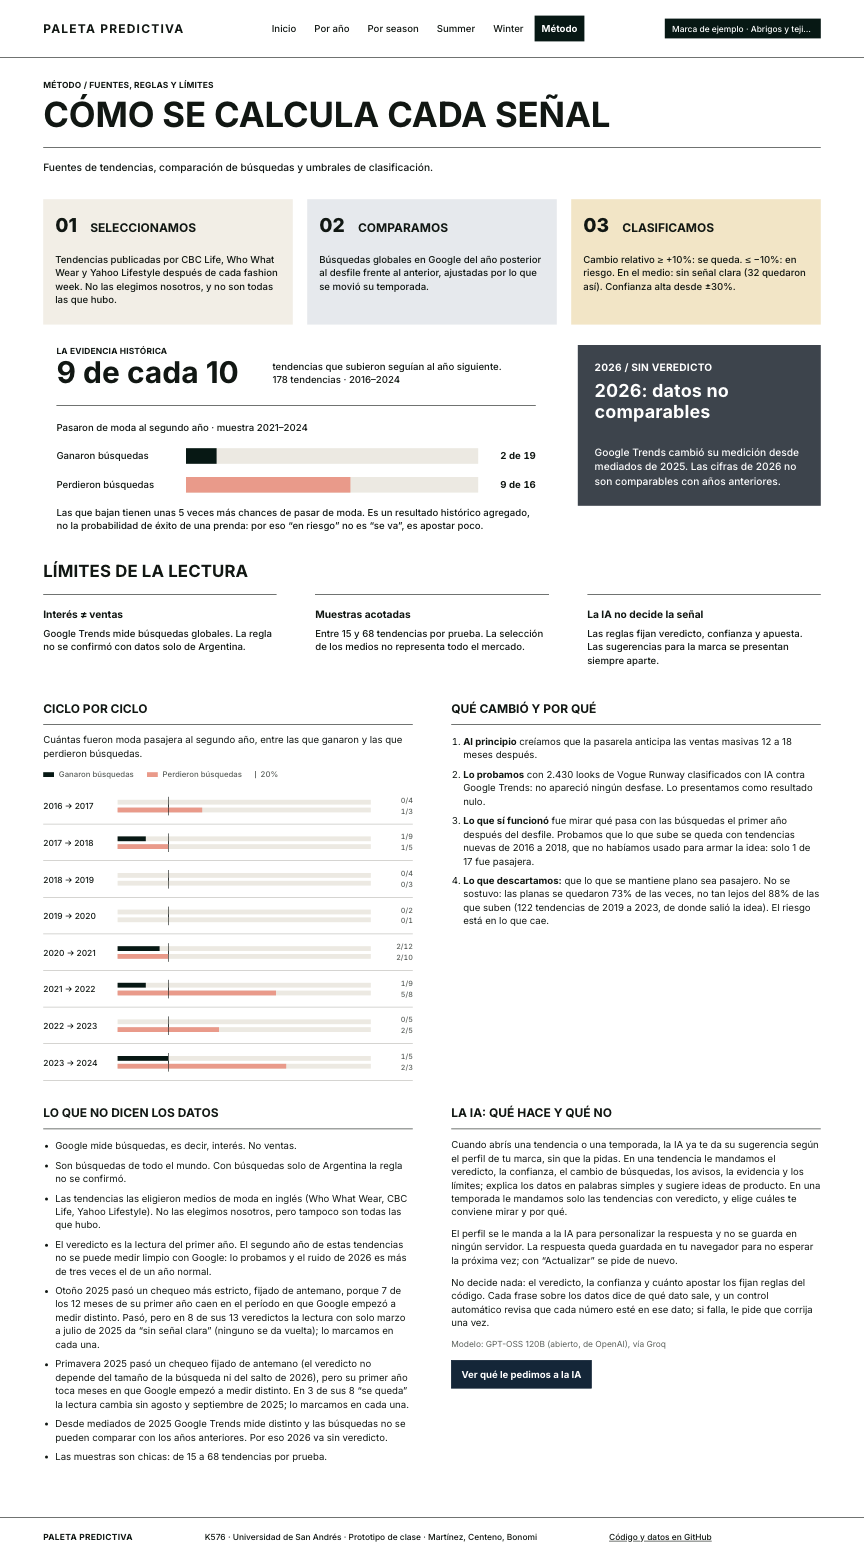 PALETA PREDICTIVA
Inicio
Por año
Por season
Summer
Winter
Método
Marca de ejemplo · Abrigos y teji…
MÉTODO / FUENTES, REGLAS Y LÍMITES
CÓMO SE CALCULA CADA SEÑAL
Fuentes de tendencias, comparación de búsquedas y umbrales de clasificación.
01 SELECCIONAMOS
Tendencias publicadas por CBC Life, Who What
Wear y Yahoo Lifestyle después de cada fashion
week. No las elegimos nosotros, y no son todas
las que hubo.
02 COMPARAMOS
Búsquedas globales en Google del año posterior
al desfile frente al anterior, ajustadas por lo que
se movió su temporada.
03 CLASIFICAMOS
Cambio relativo ≥ +10%: se queda. ≤ −10%: en
riesgo. En el medio: sin señal clara (32 quedaron
así). Confianza alta desde ±30%.
LA EVIDENCIA HISTÓRICA
9 de cada 10
tendencias que subieron seguían al año siguiente.
178 tendencias · 2016–2024
Pasaron de moda al segundo año · muestra 2021–2024
Ganaron búsquedas
2 de 19
Perdieron búsquedas
9 de 16
Las que bajan tienen unas 5 veces más chances de pasar de moda. Es un resultado histórico agregado,
no la probabilidad de éxito de una prenda: por eso “en riesgo” no es “se va”, es apostar poco.
2026 / SIN VEREDICTO
2026: datos no
comparables
Google Trends cambió su medición desde
mediados de 2025. Las cifras de 2026 no
son comparables con años anteriores.
LÍMITES DE LA LECTURA
Interés ≠ ventas
Google Trends mide búsquedas globales. La regla
no se confirmó con datos solo de Argentina.
Muestras acotadas
Entre 15 y 68 tendencias por prueba. La selección
de los medios no representa todo el mercado.
La IA no decide la señal
Las reglas fijan veredicto, confianza y apuesta.
Las sugerencias para la marca se presentan
siempre aparte.
CICLO POR CICLO
Cuántas fueron moda pasajera al segundo año, entre las que ganaron y las que
perdieron búsquedas.
Ganaron búsquedas
Perdieron búsquedas
20%
2016 → 2017
0/4
1/3
2017 → 2018
1/9
1/5
2018 → 2019
0/4
0/3
2019 → 2020
0/2
0/1
2020 → 2021
2/12
2/10
2021 → 2022
1/9
5/8
2022 → 2023
0/5
2/5
2023 → 2024
1/5
2/3
QUÉ CAMBIÓ Y POR QUÉ
1. Al principio creíamos que la pasarela anticipa las ventas masivas 12 a 18
meses después.
2. Lo probamos con 2.430 looks de Vogue Runway clasificados con IA contra
Google Trends: no apareció ningún desfase. Lo presentamos como resultado
nulo.
3. Lo que sí funcionó fue mirar qué pasa con las búsquedas el primer año
después del desfile. Probamos que lo que sube se queda con tendencias
nuevas de 2016 a 2018, que no habíamos usado para armar la idea: solo 1 de
17 fue pasajera.
4. Lo que descartamos: que lo que se mantiene plano sea pasajero. No se
sostuvo: las planas se quedaron 73% de las veces, no tan lejos del 88% de las
que suben (122 tendencias de 2019 a 2023, de donde salió la idea). El riesgo
está en lo que cae.
LO QUE NO DICEN LOS DATOS
• Google mide búsquedas, es decir, interés. No ventas.
• Son búsquedas de todo el mundo. Con búsquedas solo de Argentina la regla
no se confirmó.
• Las tendencias las eligieron medios de moda en inglés (Who What Wear, CBC
Life, Yahoo Lifestyle). No las elegimos nosotros, pero tampoco son todas las
que hubo.
• El veredicto es la lectura del primer año. El segundo año de estas tendencias
no se puede medir limpio con Google: lo probamos y el ruido de 2026 es más
de tres veces el de un año normal.
• Otoño 2025 pasó un chequeo más estricto, fijado de antemano, porque 7 de
los 12 meses de su primer año caen en el período en que Google empezó a
medir distinto. Pasó, pero en 8 de sus 13 veredictos la lectura con solo marzo
a julio de 2025 da “sin señal clara” (ninguno se da vuelta); lo marcamos en
cada una.
• Primavera 2025 pasó un chequeo fijado de antemano (el veredicto no
depende del tamaño de la búsqueda ni del salto de 2026), pero su primer año
toca meses en que Google empezó a medir distinto. En 3 de sus 8 “se queda”
la lectura cambia sin agosto y septiembre de 2025; lo marcamos en cada una.
• Desde mediados de 2025 Google Trends mide distinto y las búsquedas no se
pueden comparar con los años anteriores. Por eso 2026 va sin veredicto.
• Las muestras son chicas: de 15 a 68 tendencias por prueba.
LA IA: QUÉ HACE Y QUÉ NO
Cuando abrís una tendencia o una temporada, la IA ya te da su sugerencia según
el perfil de tu marca, sin que la pidas. En una tendencia le mandamos el
veredicto, la confianza, el cambio de búsquedas, los avisos, la evidencia y los
límites; explica los datos en palabras simples y sugiere ideas de producto. En una
temporada le mandamos solo las tendencias con veredicto, y elige cuáles te
conviene mirar y por qué.
El perfil se le manda a la IA para personalizar la respuesta y no se guarda en
ningún servidor. La respuesta queda guardada en tu navegador para no esperar
la próxima vez; con “Actualizar” se pide de nuevo.
No decide nada: el veredicto, la confianza y cuánto apostar los fijan reglas del
código. Cada frase sobre los datos dice de qué dato sale, y un control
automático revisa que cada número esté en ese dato; si falla, le pide que corrija
una vez.
Modelo: GPT-OSS 120B (abierto, de OpenAI), vía Groq
Ver qué le pedimos a la IA
PALETA PREDICTIVA
K576 · Universidad de San Andrés · Prototipo de clase · Martínez, Centeno, Bonomi
Código y datos en GitHub